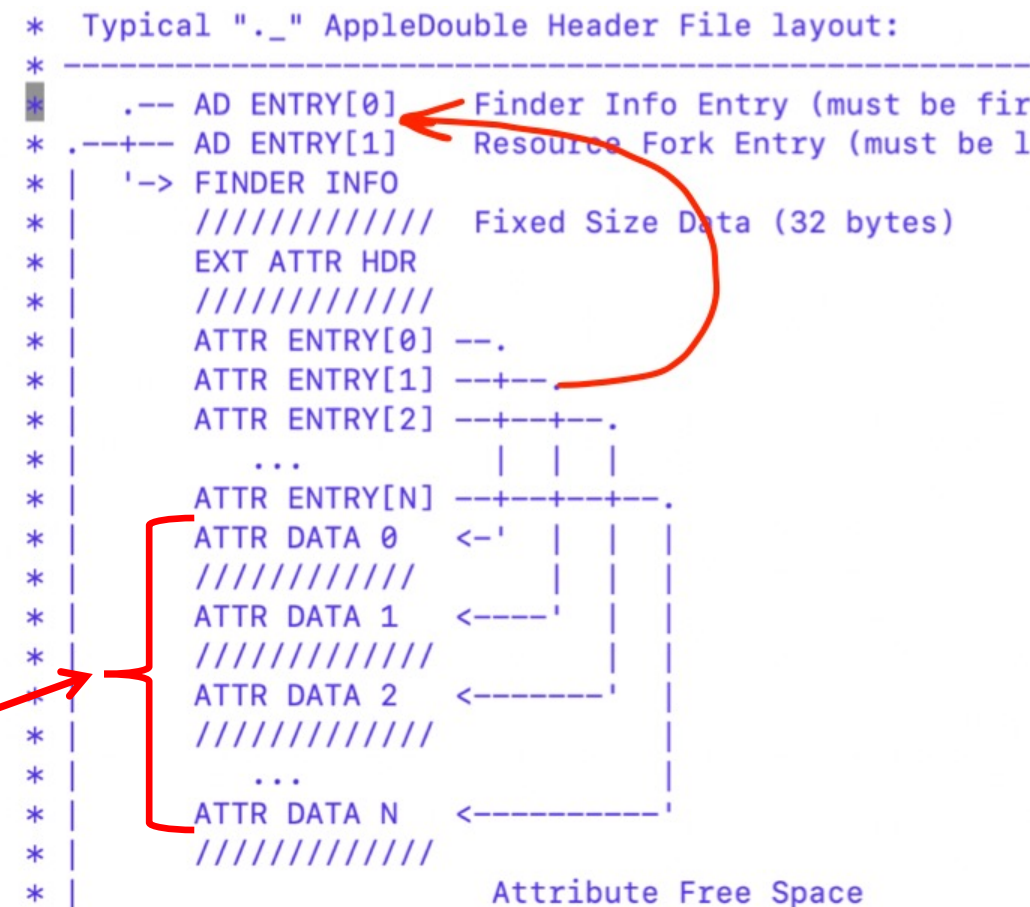 *  Typical "._" AppleDouble Header File layout:
* ----------------------------------------------------
*    .-- AD ENTRY[0]    Finder Info Entry (must be fir
* .--+-- AD ENTRY[1]    Resource Fork Entry (must be l
* |  '-> FINDER INFO
* |      /////////////  Fixed Size Data (32 bytes)
* |      EXT ATTR HDR
* |      /////////////
* |      ATTR ENTRY[0] --.
* |      ATTR ENTRY[1] --+--.
* |      ATTR ENTRY[2] --+--+--.
* |         ...          |  |  |
* |      ATTR ENTRY[N] --+--+--+--.
* |      ATTR DATA 0   <-'  |  |  |
* |      ////////////       |  |  |
* |      ATTR DATA 1   <----'  |  |
* |      /////////////         |  |
* |      ATTR DATA 2   <-------'  |
* |      /////////////            |
* |         ...                   |
* |      ATTR DATA N   <----------'
* |      /////////////
* |                      Attribute Free Space